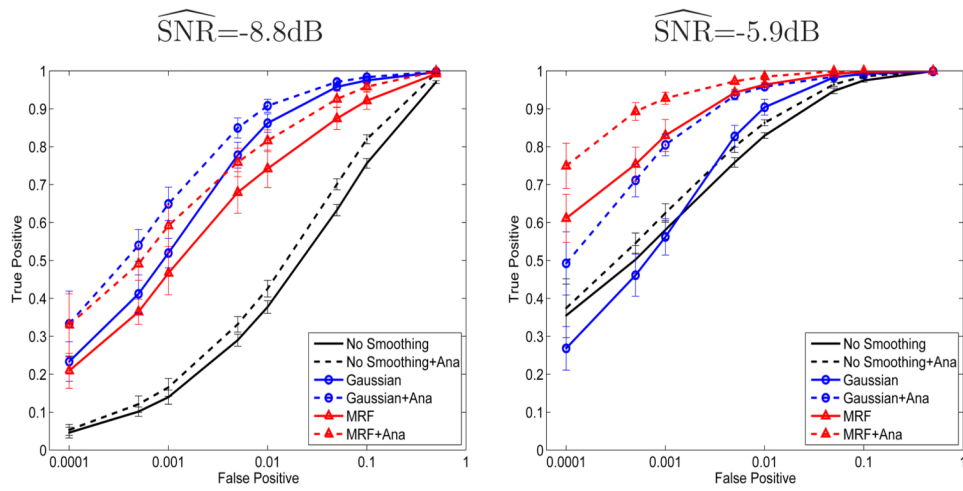 SNR=-8.8dB
1
0.9
0.8
0.7
0.6
0.5
0.4
0.3
0.2
0.1
0
True Positive
0.0001
0.001
0.01
0.1
1
False Positive
No Smoothing
No Smoothing+Ana
Gaussian
Gaussian+Ana
MRF
MRF+Ana
SNR=-5.9dB
1
0.9
0.8
0.7
0.6
0.5
0.4
0.3
0.2
0.1
0
True Positive
0.0001
0.001
0.01
0.1
1
False Positive
No Smoothing
No Smoothing+Ana
Gaussian
Gaussian+Ana
MRF
MRF+Ana